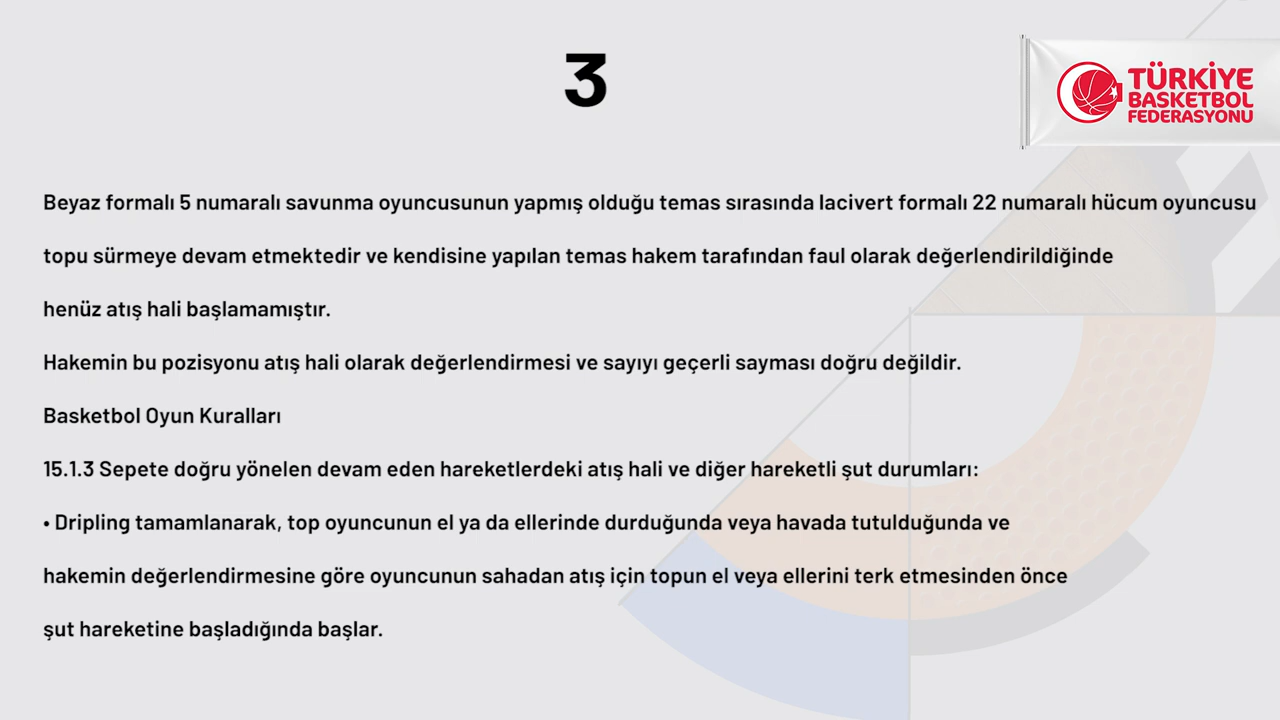 3
TÜRKİYE
BASKETBOL
FEDERASYONU
Beyaz formalı 5 numaralı savunma oyuncusunun yapmış olduğu temas sırasında lacivert formalı 22 numaralı hücum oyuncusu
topu sürmeye devam etmektedir ve kendisine yapılan temas hakem tarafından faul olarak değerlendirildiğinde
henüz atış hali başlamamıştır.
Hakemin bu pozisyonu atış hali olarak değerlendirmesi ve sayıyı geçerli sayması doğru değildir.
Basketbol Oyun Kuralları
15.1.3 Sepete doğru yönelen devam eden hareketlerdeki atış hali ve diğer hareketli şut durumları:
• Dripling tamamlanarak, top oyuncunun el ya da ellerinde durduğunda veya havada tutulduğunda ve
hakemin değerlendirmesine göre oyuncunun sahadan atış için topun el veya ellerini terk etmesinden önce
şut hareketine başladığında başlar.